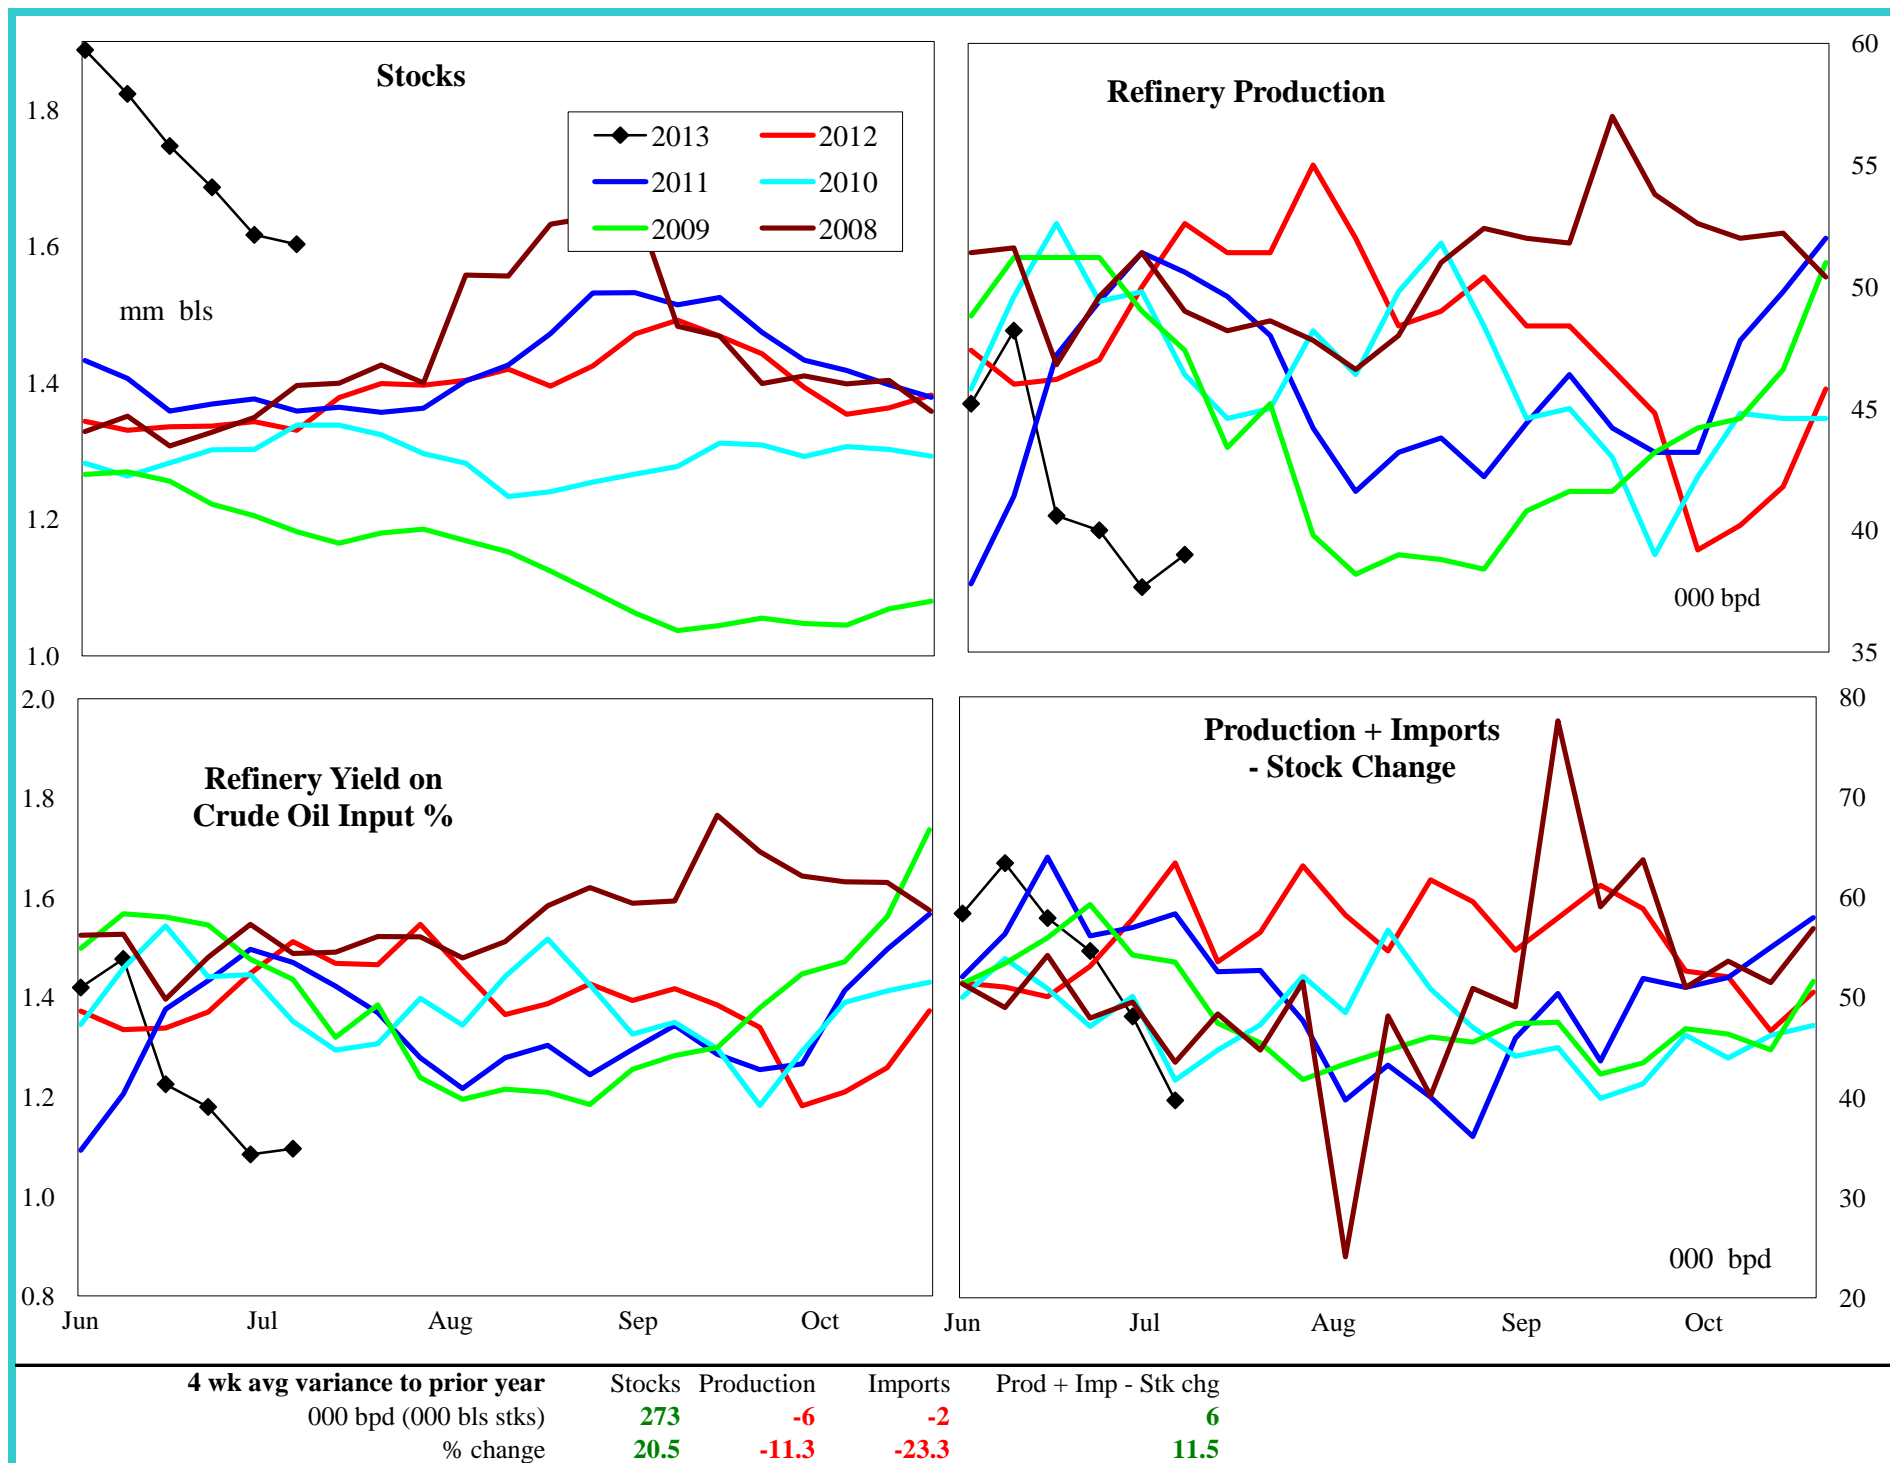 Stocks
1.8
1.6
1.4
1.2
1.0
mm bls
2013
2012
2011
2010
2009
2008
Refinery Production
60
55
50
45
40
35
000 bpd
2.0
1.8
1.6
1.4
1.2
1.0
0.8
Refinery Yield on
Crude Oil Input %
Jun Jul Aug Sep Oct
Production + Imports
- Stock Change
80
70
60
50
40
30
20
000 bpd
Jun Jul Aug Sep Oct
4 wk avg variance to prior year Stocks Production Imports Prod + Imp - Stk chg
000 bpd (000 bls stks) 273 -6 -2 6
% change 20.5 -11.3 -23.3 11.5